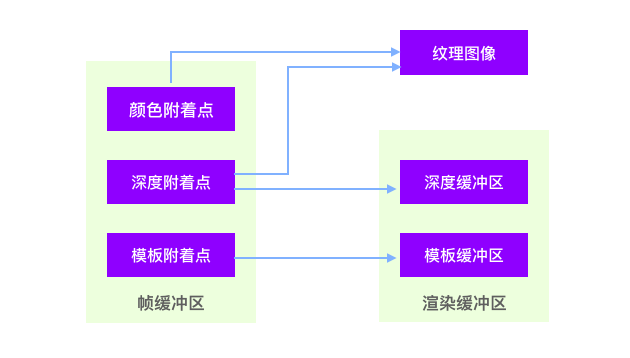 纹理图像
颜色附着点
深度附着点
模板附着点
帧缓冲区
深度缓冲区
模板缓冲区
渲染缓冲区